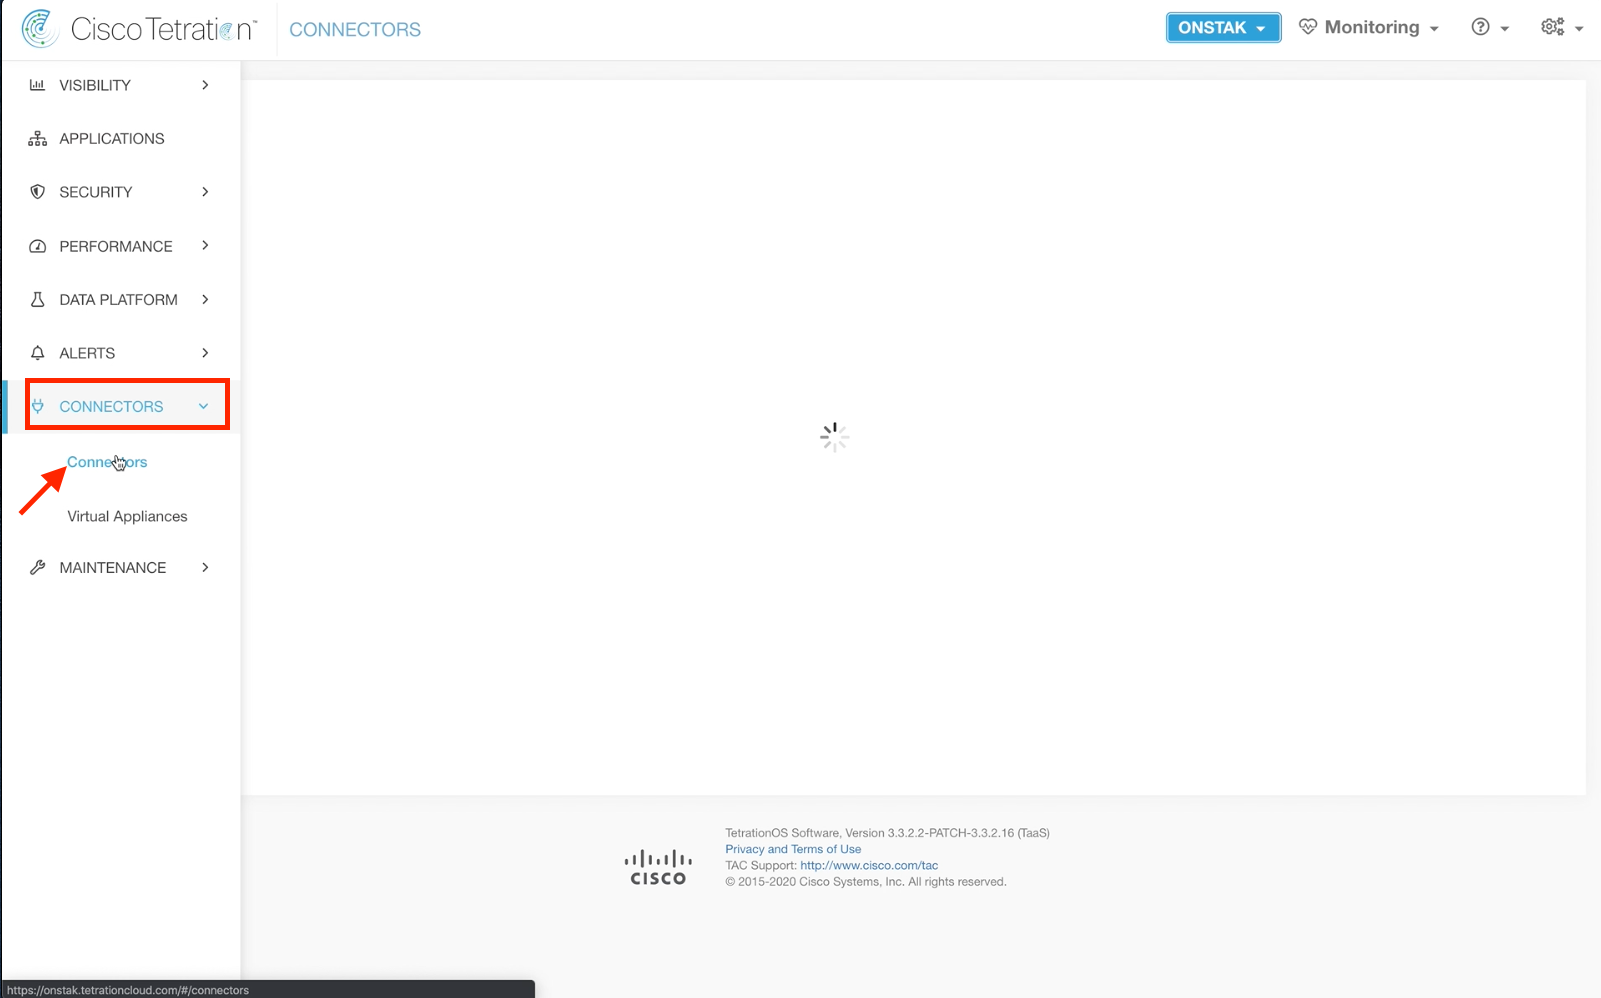 Cisco Tetration™
CONNECTORS
ONSTAK
Monitoring
VISIBILITY
APPLICATIONS
SECURITY
PERFORMANCE
DATA PLATFORM
ALERTS
CONNECTORS
Connectors
Virtual Appliances
MAINTENANCE
TetrationOS Software, Version 3.3.2.2-PATCH-3.3.2.16 (TaaS)
Privacy and Terms of Use
TAC Support: http://www.cisco.com/tac
© 2015-2020 Cisco Systems, Inc. All rights reserved.
CISCO
https://onstak.tetrationcloud.com/#/connectors